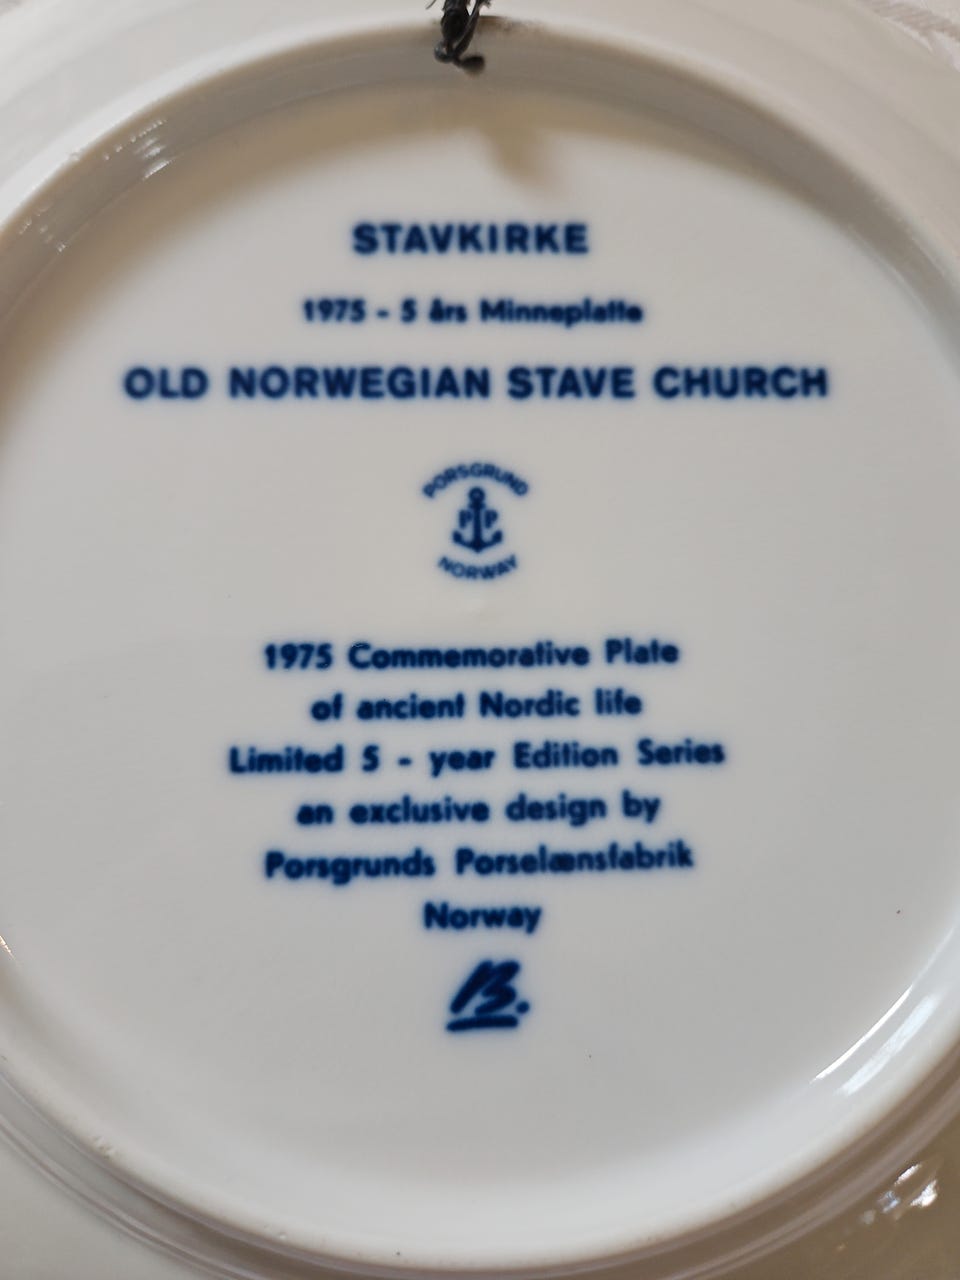 STAVKIRKE
1975 - 5 års Minneplatte
OLD NORWEGIAN STAVE CHURCH
PORSGRUND
P P
NORWAY
1975 Commemorative Plate
of ancient Nordic life
Limited 5 - year Edition Series
an exclusive design by
Porsgrunds Porselænsfabrik
Norway
B.